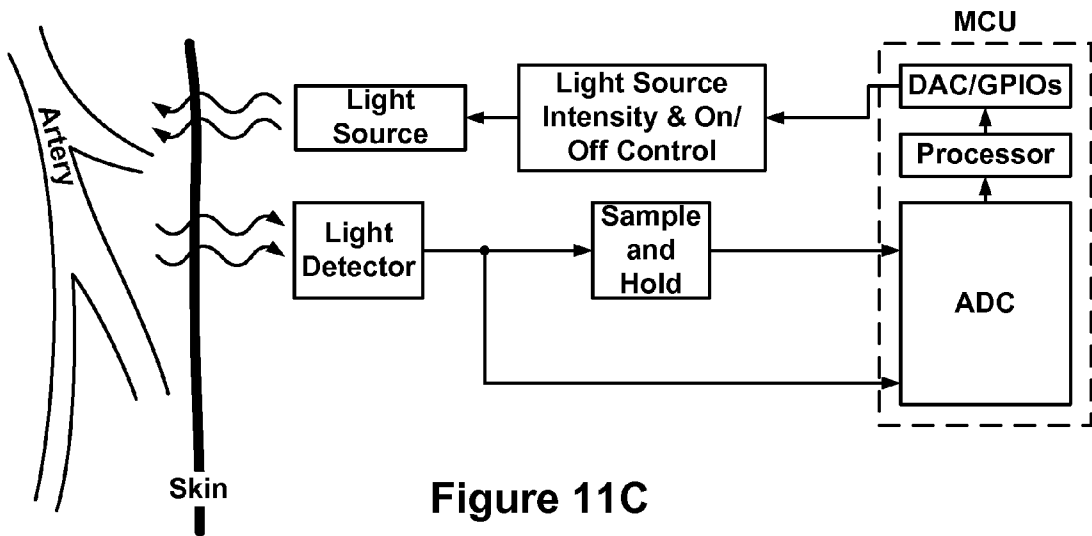 MCU
Light
Source
Light Source
Intensity & On/
Off Control
DAC/GPIOs
Processor
Artery
Light
Detector
Sample
and
Hold
ADC
Skin
Figure 11C